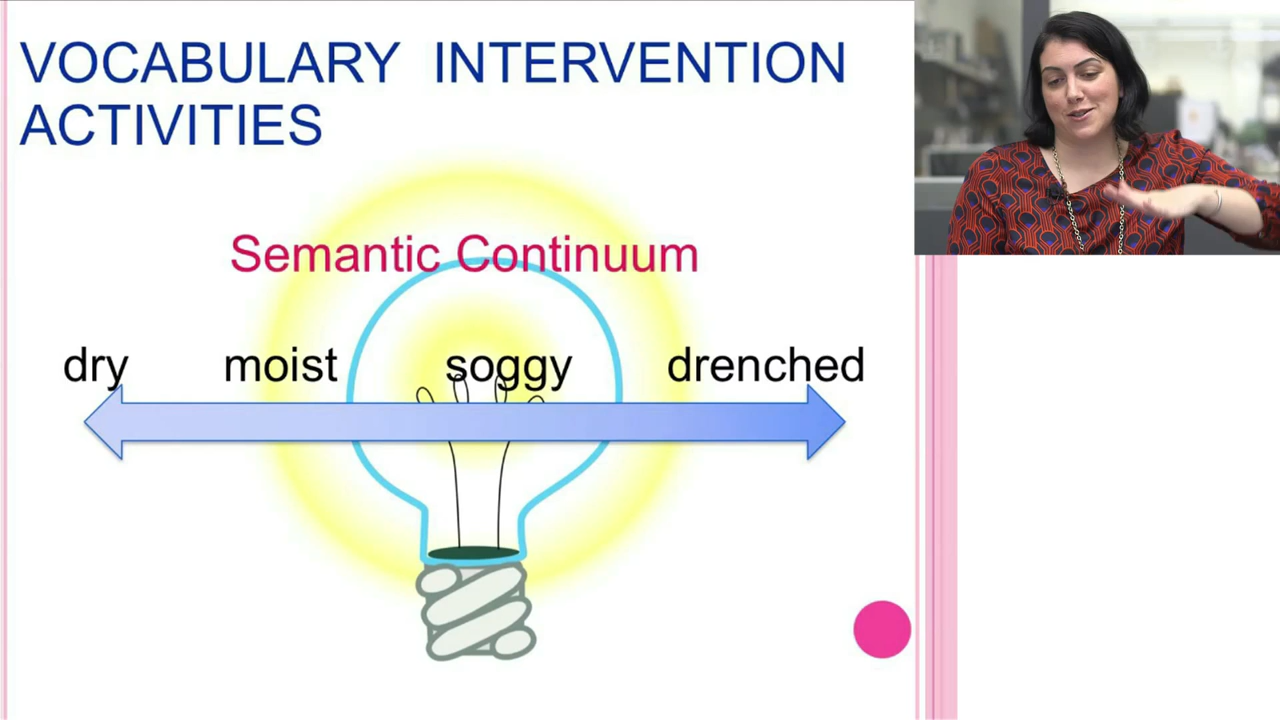 VOCABULARY INTERVENTION
ACTIVITIES
Semantic Continuum
dry moist soggy drenched